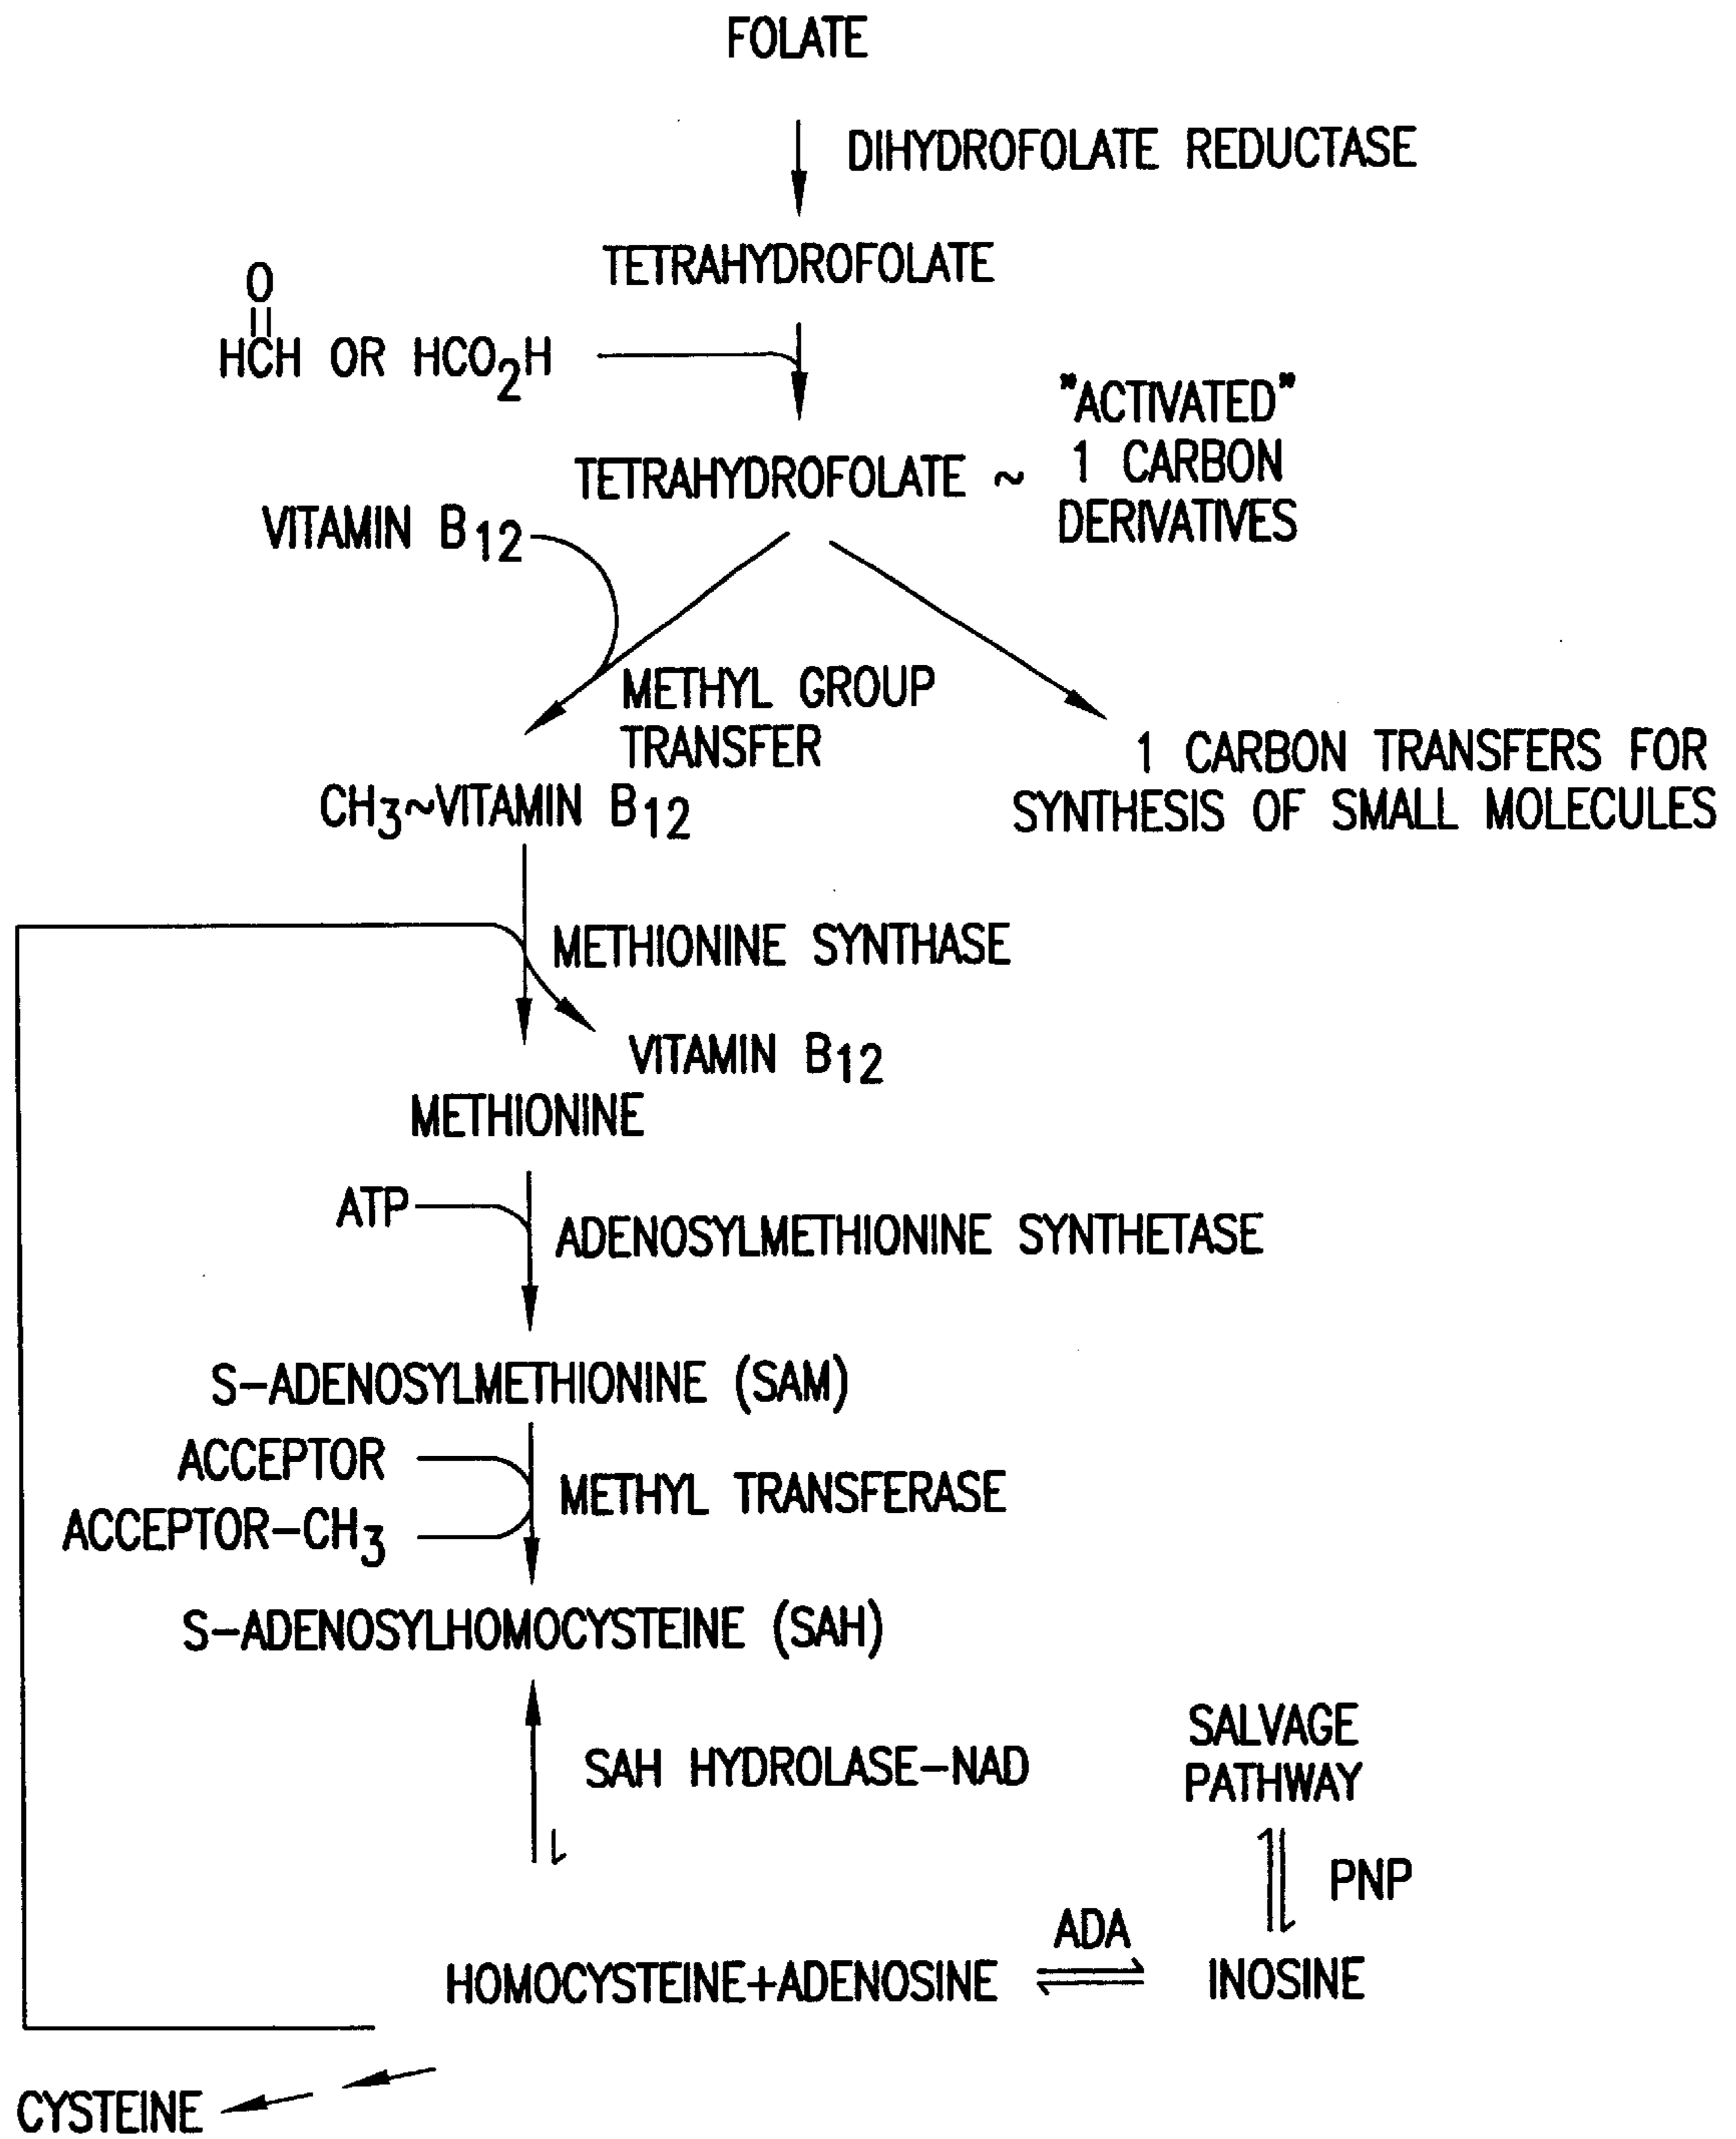 FOLATE
DIHYDROFOLATE REDUCTASE
TETRAHYDROFOLATE
O
HCH OR HCO2H
"ACTIVATED"
TETRAHYDROFOLATE ~ 1 CARBON
DERIVATIVES
VITAMIN B12
METHYL GROUP
TRANSFER
1 CARBON TRANSFERS FOR
SYNTHESIS OF SMALL MOLECULES
CH3~VITAMIN B12
METHIONINE SYNTHASE
VITAMIN B12
METHIONINE
ATP
ADENOSYLMETHIONINE SYNTHETASE
S-ADENOSYLMETHIONINE (SAM)
ACCEPTOR
METHYL TRANSFERASE
ACCEPTOR-CH3
S-ADENOSYLHOMOCYSTEINE (SAH)
SAH HYDROLASE-NAD
SALVAGE
PATHWAY
PNP
ADA
HOMOCYSTEINE+ADENOSINE
INOSINE
CYSTEINE